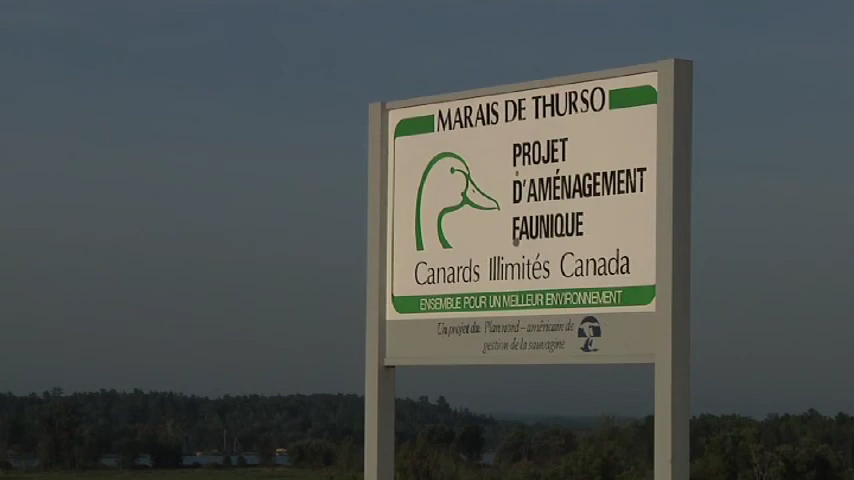 MARAIS DE THURSO
PROJET
D'AMÉNAGEMENT
FAUNIQUE
Canards Illimités Canada
ENSEMBLE POUR UN MEILLEUR ENVIRONNEMENT
Un projet du Plan nord-américain de
gestion de la sauvagine